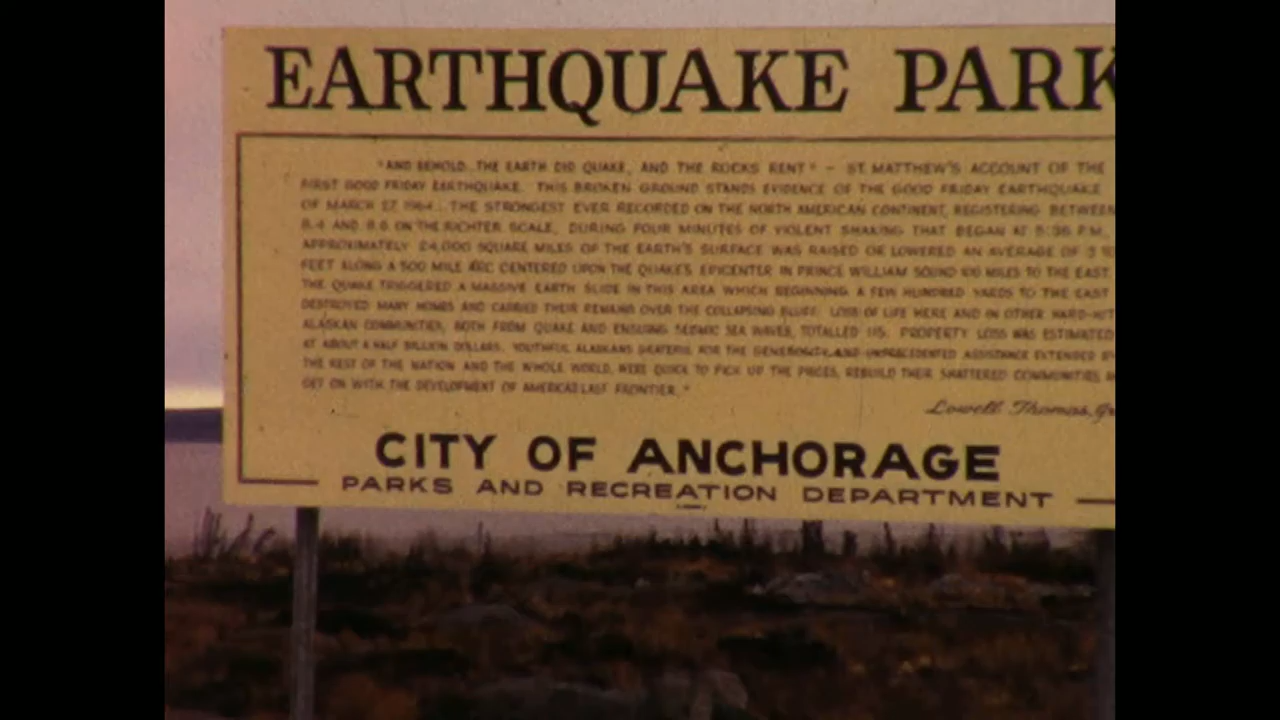 EARTHQUAKE PARK
"AND BEHOLD, THE EARTH DID QUAKE, AND THE ROCKS RENT" - ST. MATTHEW'S ACCOUNT OF THE
FIRST GOOD FRIDAY EARTHQUAKE. THIS BROKEN GROUND STANDS EVIDENCE OF THE GOOD FRIDAY EARTHQUAKE
OF MARCH 27, 1964. THE STRONGEST EVER RECORDED ON THE NORTH AMERICAN CONTINENT, REGISTERING BETWEEN
8.4 AND 8.6 ON THE RICHTER SCALE, DURING FOUR MINUTES OF VIOLENT SHAKING THAT BEGAN AT 5:36 P.M.,
APPROXIMATELY 24,000 SQUARE MILES OF THE EARTH'S SURFACE WAS RAISED OR LOWERED AN AVERAGE OF
FEET ALONG A 500 MILE ARC CENTERED UPON THE QUAKE'S EPICENTER IN PRINCE WILLIAM SOUND 100 MILES TO THE EAST
THE QUAKE TRIGGERED A MASSIVE EARTH SLIDE IN THIS AREA WHICH BEGINNING A FEW HUNDRED YARDS TO THE EAST
DESTROYED MANY HOMES AND CARRIED THEIR REMAINS OVER THE COLLAPSING BLUFF. LOSS OF LIFE HERE AND IN OTHER HARD-HIT
ALASKAN COMMUNITIES, BOTH FROM QUAKE AND ENSUING SEISMIC SEA WAVES, TOTALLED 115. PROPERTY LOSS WAS ESTIMATED
AT ABOUT A HALF BILLION DOLLARS. YOUTHFUL ALASKANS GRATEFUL FOR THE GENEROSITY AND UNPRECEDENTED ASSISTANCE EXTENDED BY
THE REST OF THE NATION AND THE WHOLE WORLD, WERE QUICK TO PICK UP THE PIECES, REBUILD THEIR SHATTERED COMMUNITIES
GET ON WITH THE DEVELOPMENT OF AMERICA'S LAST FRONTIER."
Lowell Thomas, Jr
CITY OF ANCHORAGE
PARKS AND RECREATION DEPARTMENT